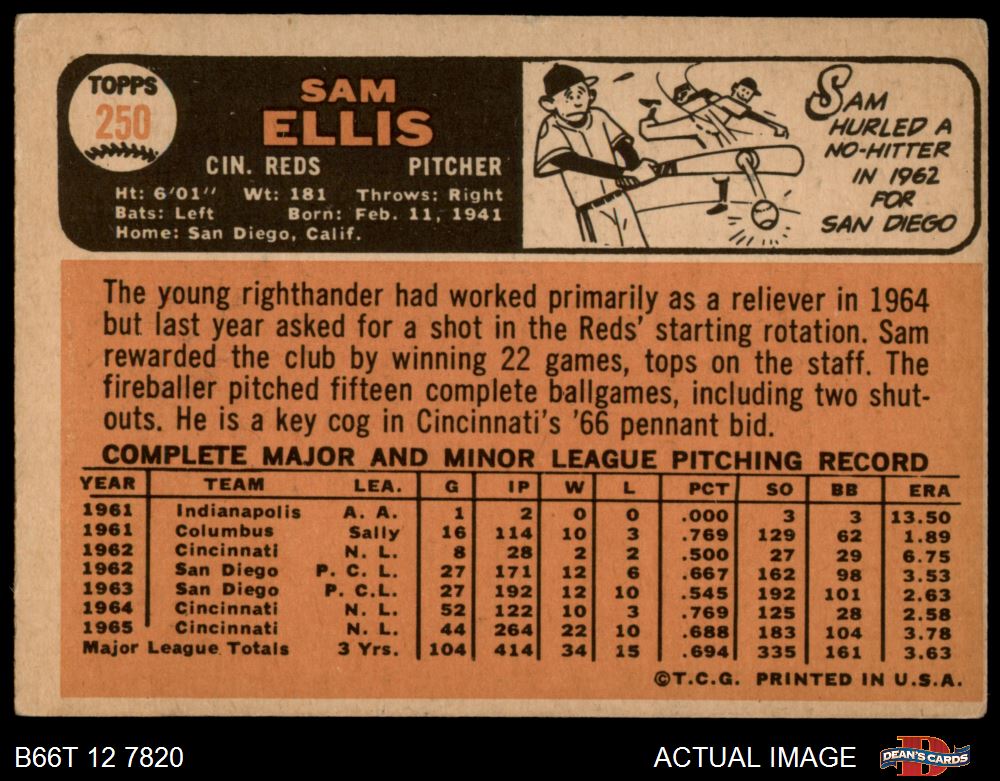 TOPPS
250
SAM
ELLIS
CIN. REDS PITCHER
Ht: 6'01" Wt: 181 Throws: Right
Bats: Left Born: Feb. 11, 1941
Home: San Diego, Calif.
SAM
HURLED A
NO-HITTER
IN 1962
FOR
SAN DIEGO
The young righthander had worked primarily as a reliever in 1964
but last year asked for a shot in the Reds' starting rotation. Sam
rewarded the club by winning 22 games, tops on the staff. The
fireballer pitched fifteen complete ballgames, including two shut-
outs. He is a key cog in Cincinnati's '66 pennant bid.
COMPLETE MAJOR AND MINOR LEAGUE PITCHING RECORD
YEAR TEAM LEA. G IP W L PCT SO BB ERA
1961 Indianapolis A. A. 1 2 0 0 .000 3 3 13.50
1961 Columbus Sally 16 114 10 3 .769 129 62 1.89
1962 Cincinnati N. L. 8 28 2 2 .500 27 29 6.75
1962 San Diego P. C. L. 27 171 12 6 .667 162 98 3.53
1963 San Diego P. C.L. 27 192 12 10 .545 192 101 2.63
1964 Cincinnati N. L. 52 122 10 3 .769 125 28 2.58
1965 Cincinnati N. L. 44 264 22 10 .688 183 104 3.78
Major League Totals 3 Yrs. 104 414 34 15 .694 335 161 3.63
©T.C.G. PRINTED IN U.S.A.
B66T 12 7820 ACTUAL IMAGE
D
DEAN'S CARDS